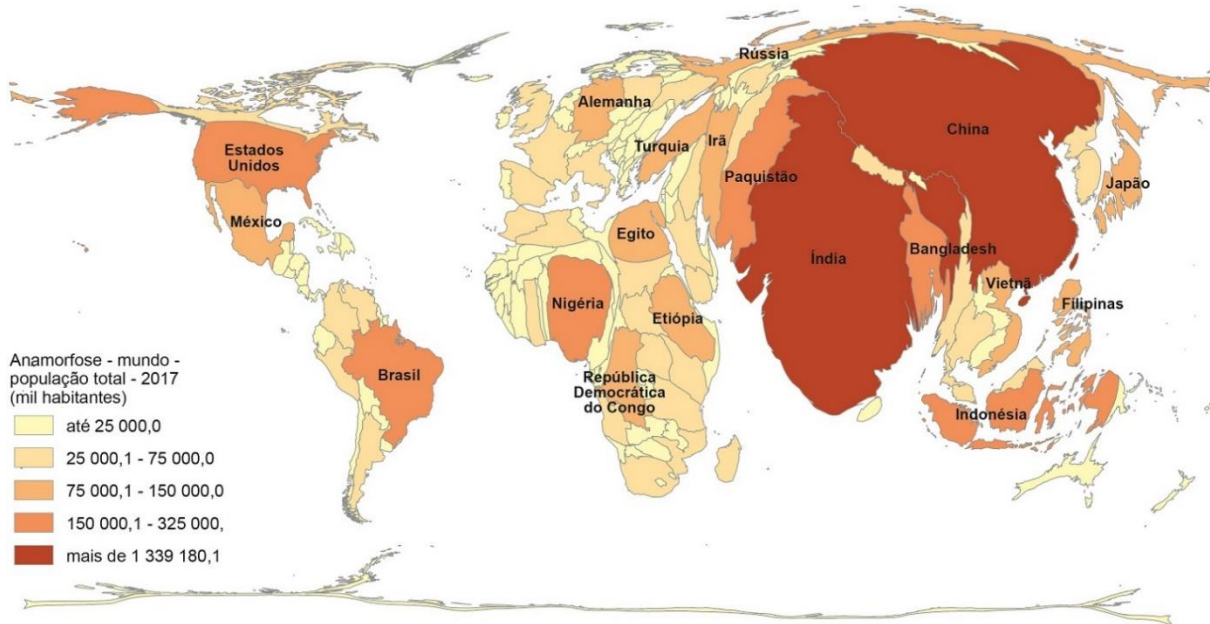 Rússia
Alemanha
China
Estados
Unidos
Turquia
Irã
Paquistão
Japão
México
Egito
Índia
Bangladesh
Nigéria
Vietnã
Filipinas
Etiópia
Anamorfose - mundo -
população total - 2017
(mil habitantes)
Brasil
República
Democrática
do Congo
Indonésia
até 25 000,0
25 000,1 - 75 000,0
75 000,1 - 150 000,0
150 000,1 - 325 000,
mais de 1 339 180,1